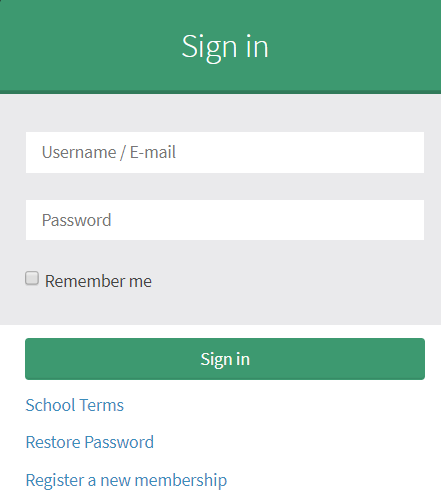 Sign in
Username / E-mail
Password
Remember me
Sign in
School Terms
Restore Password
Register a new membership